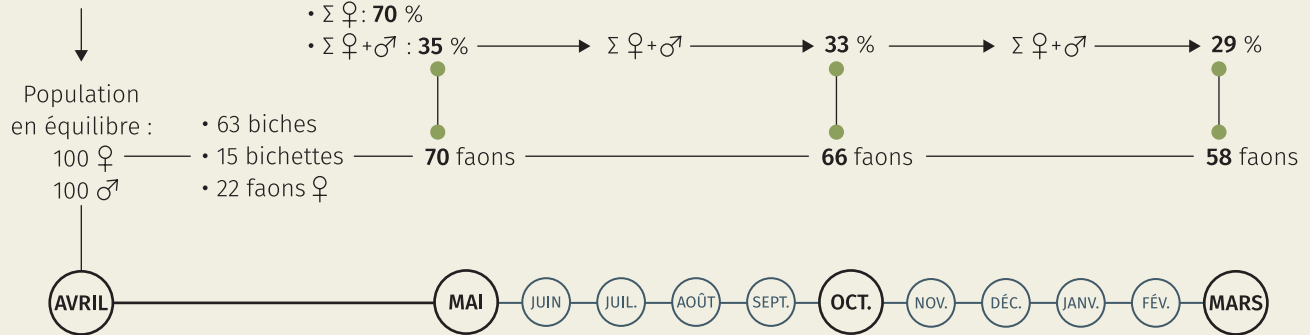 • Σ ♀ : 70 %
• Σ ♀+♂ : 35 % Σ ♀+♂ 33 % Σ ♀+♂ 29 %
Population
en équilibre :
100 ♀
100 ♂
• 63 biches
• 15 bichettes
• 22 faons ♀
70 faons
66 faons
58 faons
AVRIL MAI JUIN JUIL. AOÛT SEPT. OCT. NOV. DÉC. JANV. FÉV. MARS